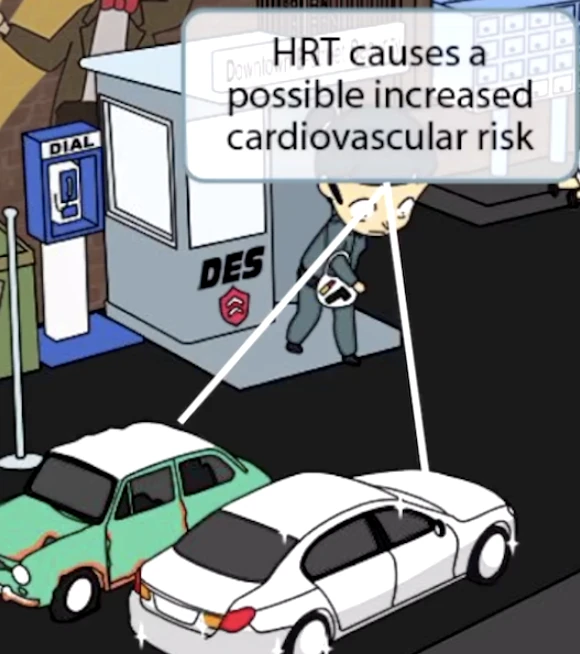 HRT causes a
possible increased
cardiovascular risk
DIAL
DES